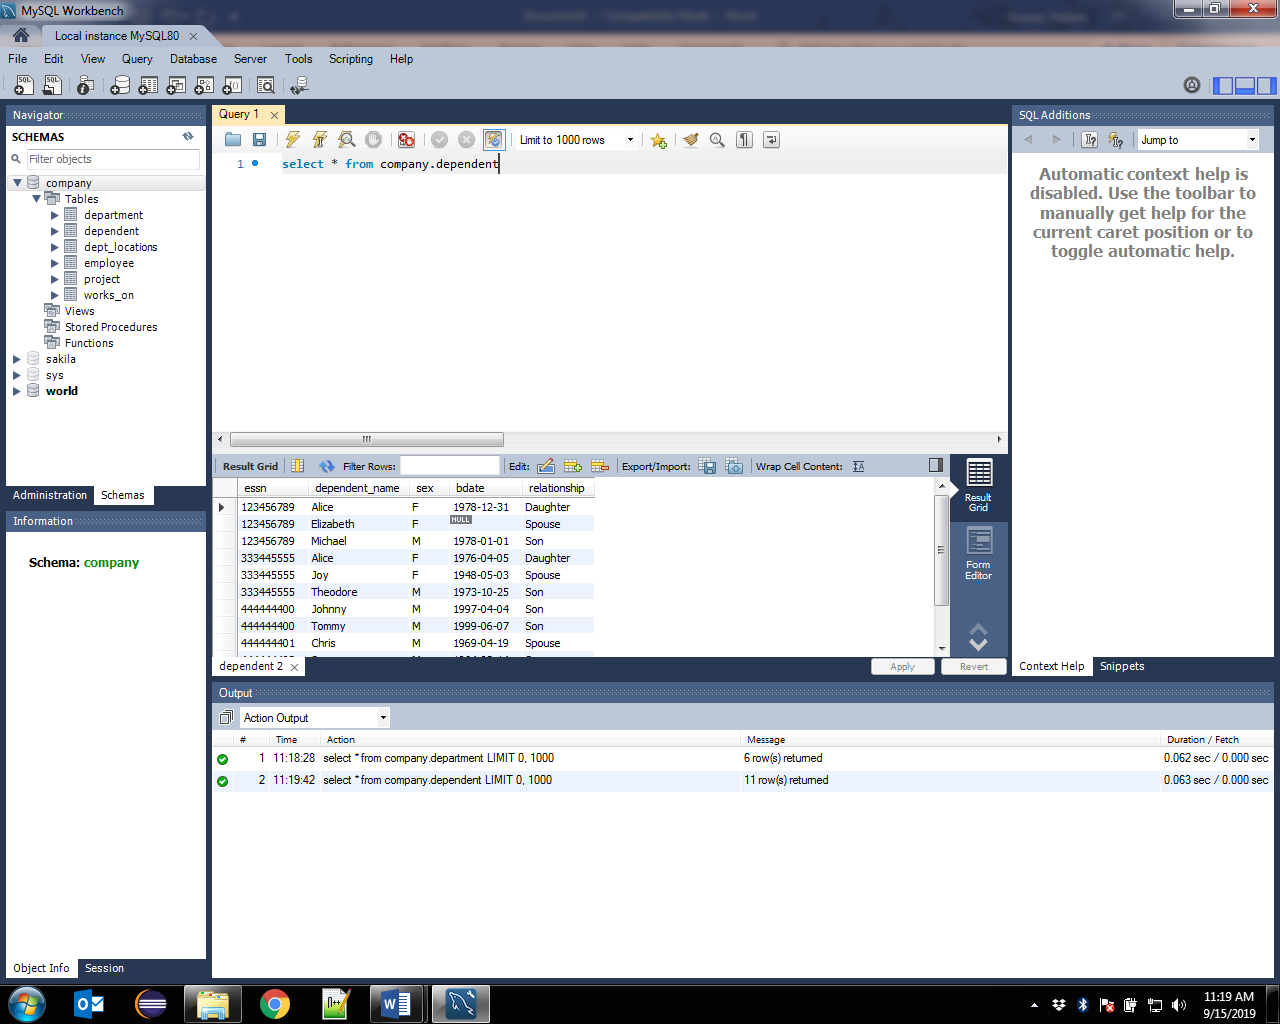 MySQL Workbench
Local instance MySQL80
File Edit View Query Database Server Tools Scripting Help
Navigator
SCHEMAS
Filter objects
company
Tables
department
dependent
dept_locations
employee
project
works_on
Views
Stored Procedures
Functions
sakila
sys
world
Administration Schemas
Information
Schema: company
Object Info Session
Query 1
Limit to 1000 rows
1 select * from company.dependent
Result Grid Filter Rows: Edit: Export/Import: Wrap Cell Content:
essn dependent_name sex bdate relationship
123456789 Alice F 1978-12-31 Daughter
123456789 Elizabeth F NULL Spouse
123456789 Michael M 1978-01-01 Son
333445555 Alice F 1976-04-05 Daughter
333445555 Joy F 1948-05-03 Spouse
333445555 Theodore M 1973-10-25 Son
444444400 Johnny M 1997-04-04 Son
444444400 Tommy M 1999-06-07 Son
444444401 Chris M 1969-04-19 Spouse
Result
Grid
Form
Editor
dependent 2
Apply Revert
SQL Additions
Jump to
Automatic context help is
disabled. Use the toolbar to
manually get help for the
current caret position or to
toggle automatic help.
Context Help Snippets
Output
Action Output
# Time Action Message Duration / Fetch
1 11:18:28 select * from company.department LIMIT 0, 1000 6 row(s) returned 0.062 sec / 0.000 sec
2 11:19:42 select * from company.dependent LIMIT 0, 1000 11 row(s) returned 0.063 sec / 0.000 sec
11:19 AM
9/15/2019